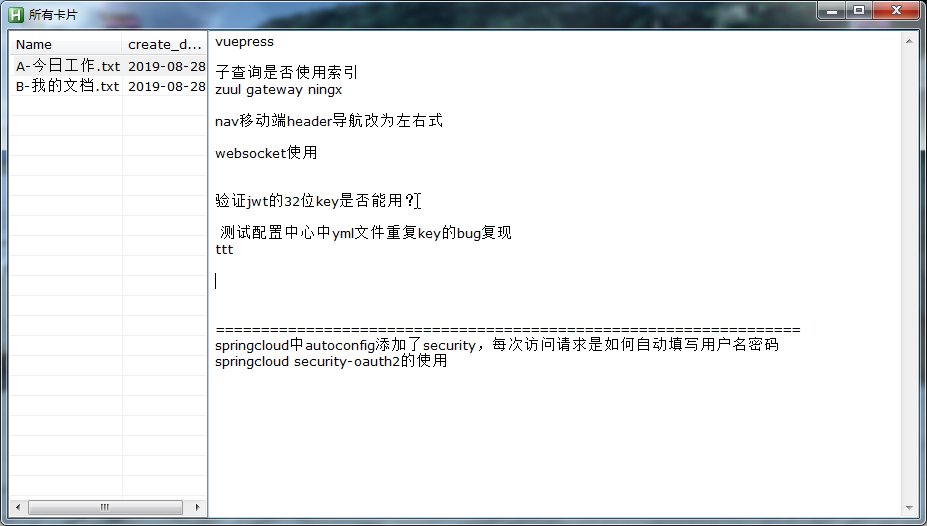 所有卡片
Name create_d...
A-今日工作.txt 2019-08-28
B-我的文档.txt 2019-08-28
vuepress
子查询是否使用索引
zuul gateway ningx
nav移动端header导航改为左右式
websocket使用
验证jwt的32位key是否能用?
测试配置中心中yml文件重复key的bug复现
ttt
=================================================================
springcloud中autoconfig添加了security，每次访问请求是如何自动填写用户名密码
springcloud security-oauth2的使用